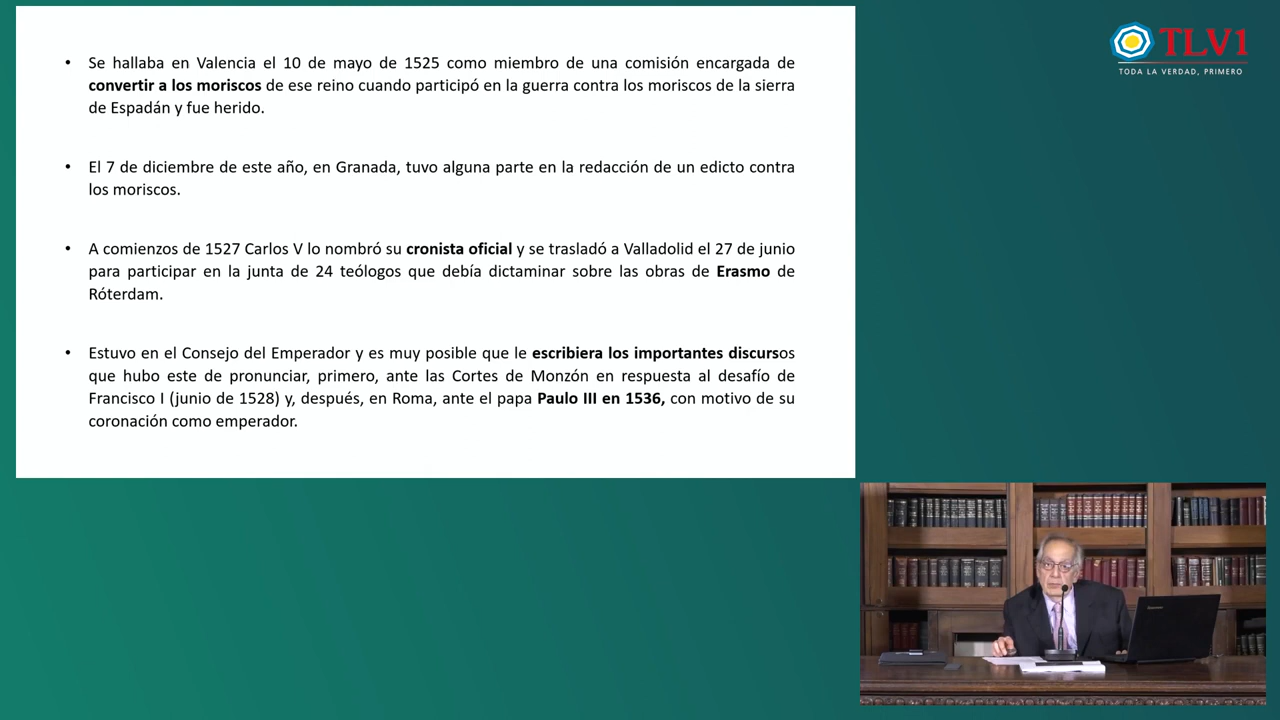 • Se hallaba en Valencia el 10 de mayo de 1525 como miembro de una comisión encargada de
convertir a los moriscos de ese reino cuando participó en la guerra contra los moriscos de la sierra
de Espadán y fue herido.
• El 7 de diciembre de este año, en Granada, tuvo alguna parte en la redacción de un edicto contra
los moriscos.
• A comienzos de 1527 Carlos V lo nombró su cronista oficial y se trasladó a Valladolid el 27 de junio
para participar en la junta de 24 teólogos que debía dictaminar sobre las obras de Erasmo de
Róterdam.
• Estuvo en el Consejo del Emperador y es muy posible que le escribiera los importantes discursos
que hubo este de pronunciar, primero, ante las Cortes de Monzón en respuesta al desafío de
Francisco I (junio de 1528) y, después, en Roma, ante el papa Paulo III en 1536, con motivo de su
coronación como emperador.
TLV1
TODA LA VERDAD, PRIMERO